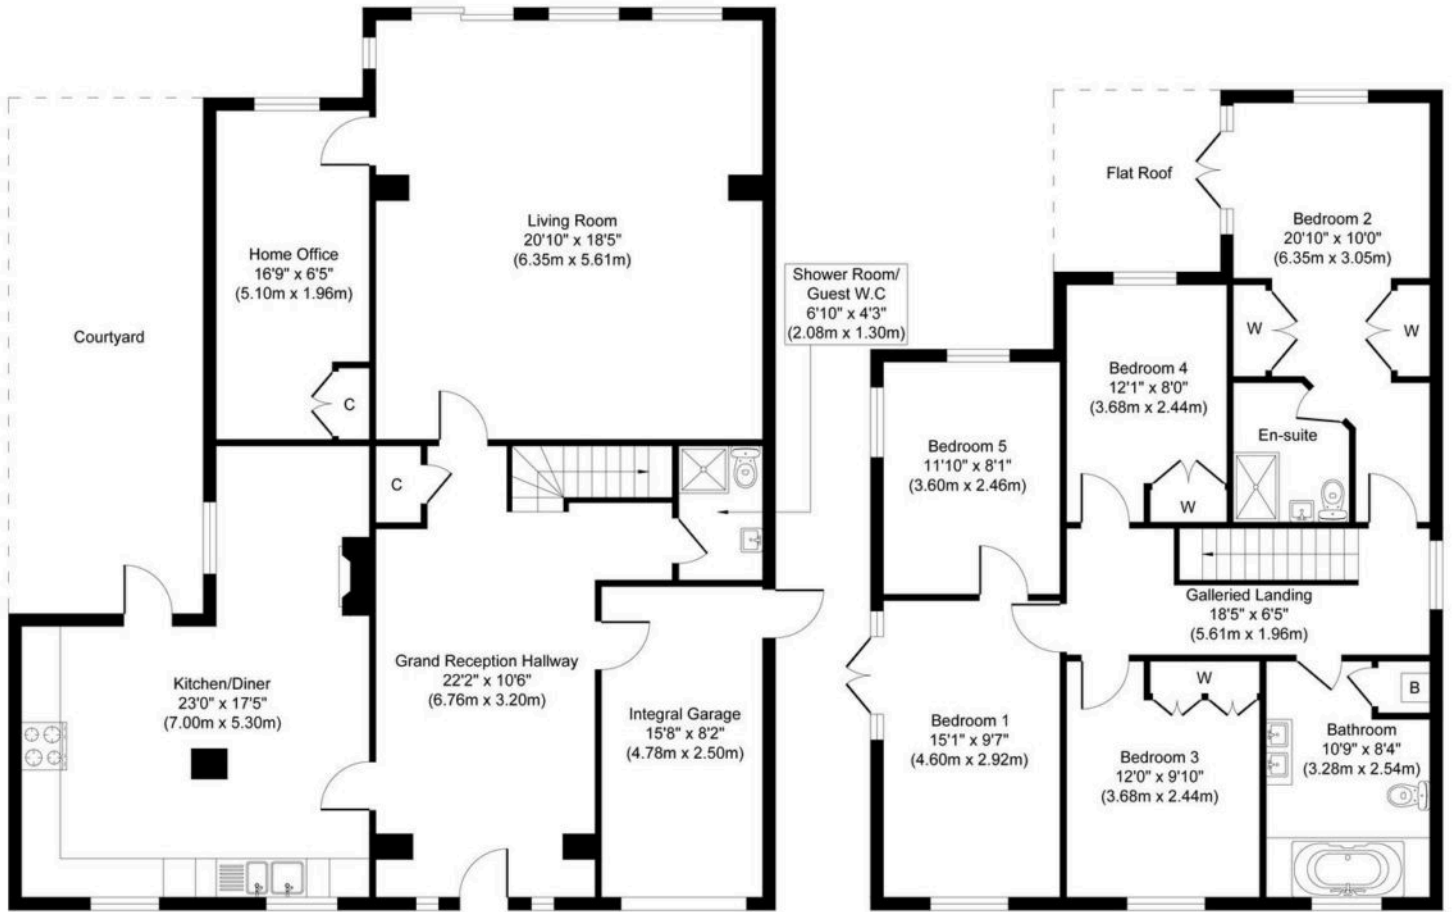 Living Room
20'10" x 18'5"
(6.35m x 5.61m)
Home Office
16'9" x 6'5"
(5.10m x 1.96m)
Courtyard
C
C
Shower Room/
Guest W.C
6'10" x 4'3"
(2.08m x 1.30m)
Kitchen/Diner
23'0" x 17'5"
(7.00m x 5.30m)
Grand Reception Hallway
22'2" x 10'6"
(6.76m x 3.20m)
Integral Garage
15'8" x 8'2"
(4.78m x 2.50m)
Flat Roof
Bedroom 2
20'10" x 10'0"
(6.35m x 3.05m)
W
W
Bedroom 4
12'1" x 8'0"
(3.68m x 2.44m)
W
En-suite
Bedroom 5
11'10" x 8'1"
(3.60m x 2.46m)
Galleried Landing
18'5" x 6'5"
(5.61m x 1.96m)
Bedroom 1
15'1" x 9'7"
(4.60m x 2.92m)
W
Bedroom 3
12'0" x 9'10"
(3.68m x 2.44m)
B
Bathroom
10'9" x 8'4"
(3.28m x 2.54m)